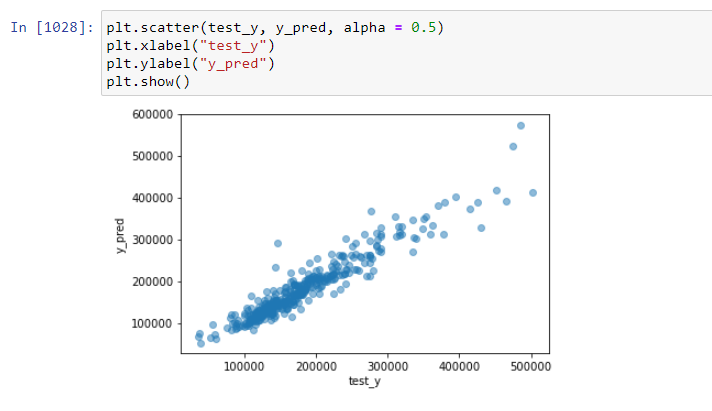 In [1028]: plt.scatter(test_y, y_pred, alpha = 0.5)
plt.xlabel("test_y")
plt.ylabel("y_pred")
plt.show()
600000
500000
400000
300000
200000
100000
y_pred
100000 200000 300000 400000 500000
test_y